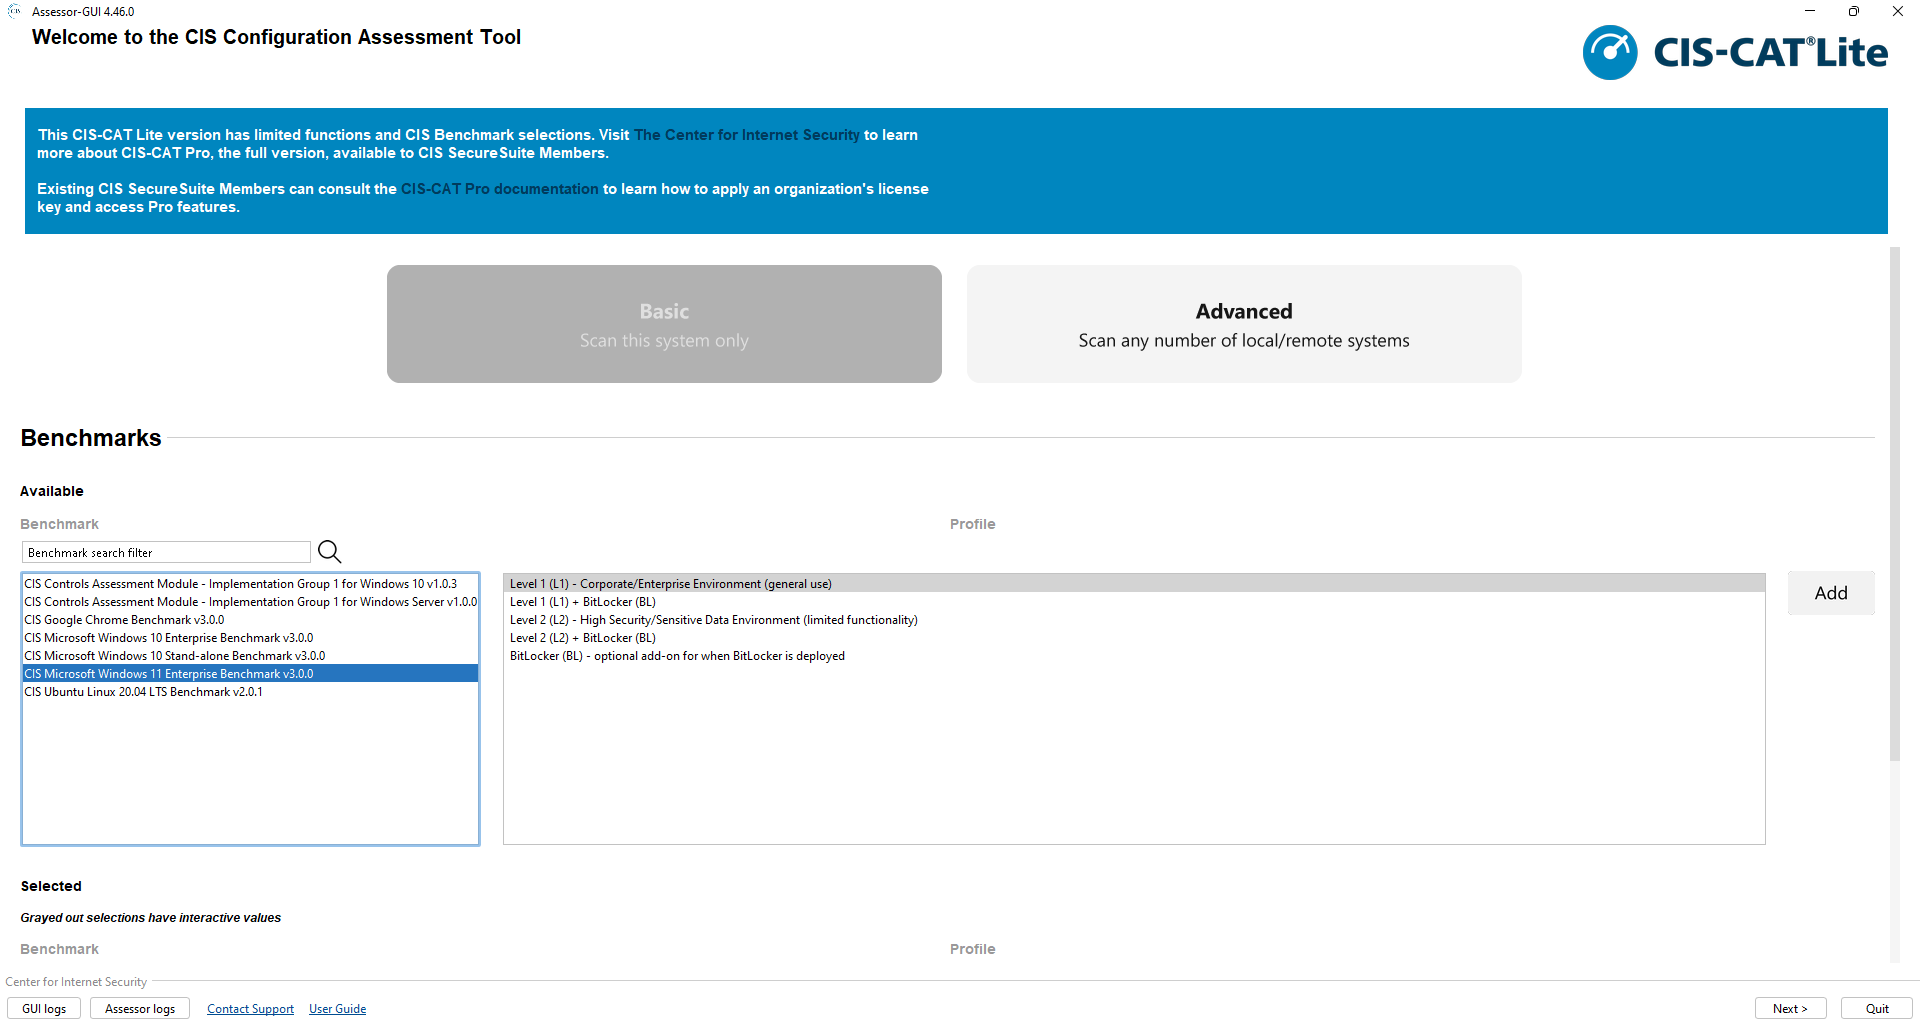 Assessor-GUI 4.46.0
Welcome to the CIS Configuration Assessment Tool
CIS-CAT®Lite
This CIS-CAT Lite version has limited functions and CIS Benchmark selections. Visit The Center for Internet Security to learn
more about CIS-CAT Pro, the full version, available to CIS SecureSuite Members.
Existing CIS SecureSuite Members can consult the CIS-CAT Pro documentation to learn how to apply an organization's license
key and access Pro features.
Basic
Scan this system only
Advanced
Scan any number of local/remote systems
Benchmarks
Available
Benchmark
Profile
Benchmark search filter
CIS Controls Assessment Module - Implementation Group 1 for Windows 10 v1.0.3
CIS Controls Assessment Module - Implementation Group 1 for Windows Server v1.0.0
CIS Google Chrome Benchmark v3.0.0
CIS Microsoft Windows 10 Enterprise Benchmark v3.0.0
CIS Microsoft Windows 10 Stand-alone Benchmark v3.0.0
CIS Microsoft Windows 11 Enterprise Benchmark v3.0.0
CIS Ubuntu Linux 20.04 LTS Benchmark v2.0.1
Level 1 (L1) - Corporate/Enterprise Environment (general use)
Level 1 (L1) + BitLocker (BL)
Level 2 (L2) - High Security/Sensitive Data Environment (limited functionality)
Level 2 (L2) + BitLocker (BL)
BitLocker (BL) - optional add-on for when BitLocker is deployed
Add
Selected
Grayed out selections have interactive values
Benchmark
Profile
Center for Internet Security
GUI logs
Assessor logs
Contact Support
User Guide
Next >
Quit